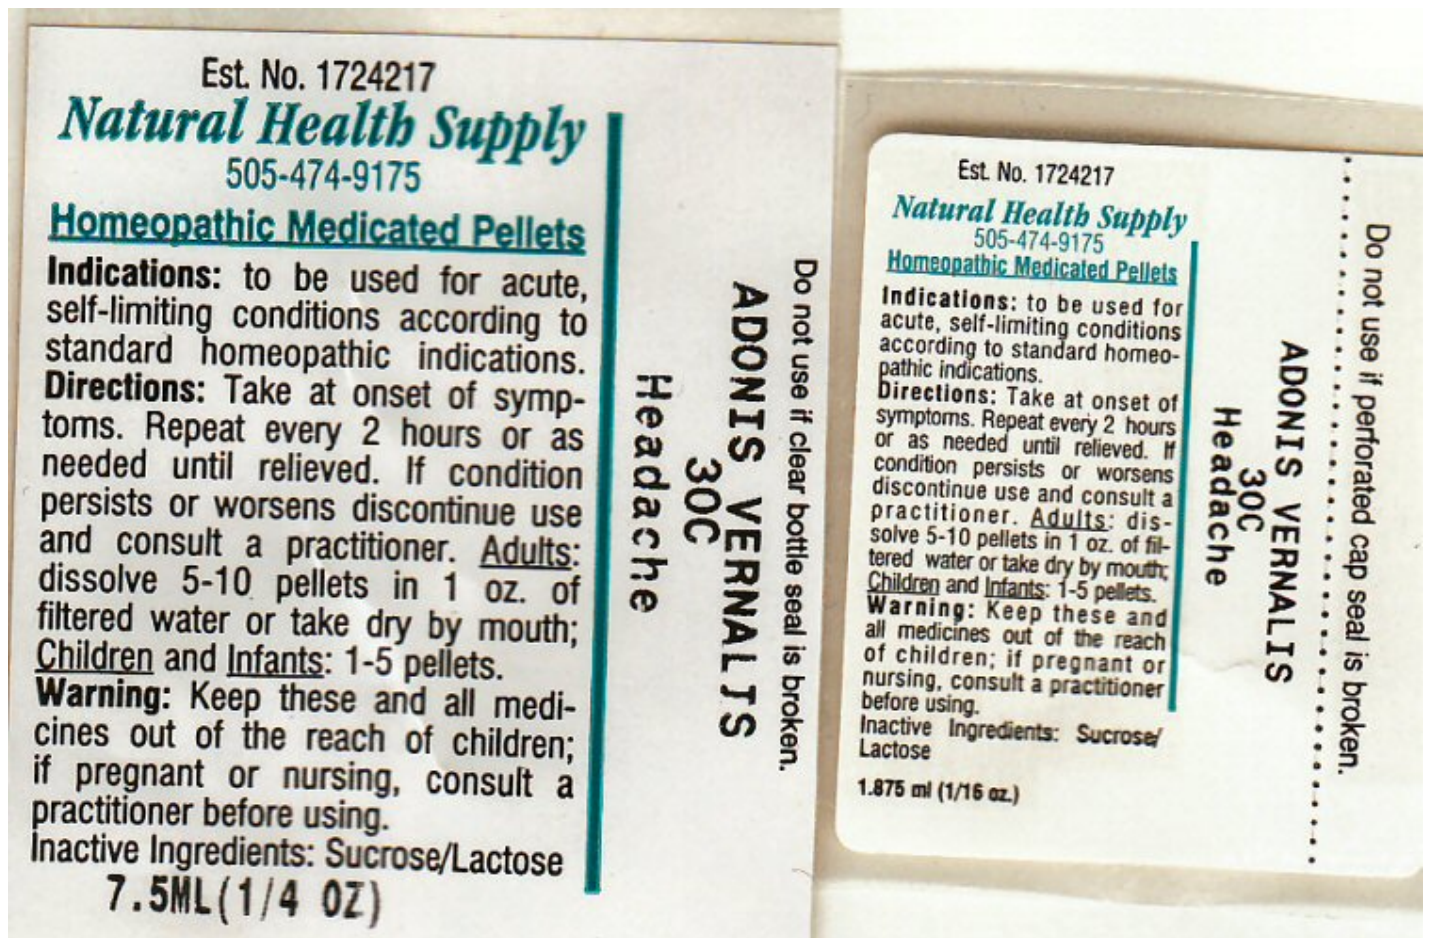 Est. No. 1724217
Natural Health Supply
505-474-9175
Homeopathic Medicated Pellets
Indications: to be used for acute,
self-limiting conditions according to
standard homeopathic indications.
Directions: Take at onset of symp-
toms. Repeat every 2 hours or as
needed until relieved. If condition
persists or worsens discontinue use
and consult a practitioner. Adults:
dissolve 5-10 pellets in 1 oz. of
filtered water or take dry by mouth;
Children and Infants: 1-5 pellets.
Warning: Keep these and all medi-
cines out of the reach of children;
if pregnant or nursing, consult a
practitioner before using.
Inactive Ingredients: Sucrose/Lactose
7.5ML(1/4 OZ)
Do not use if clear bottle seal is broken.
ADONIS VERNALIS
30C
Headache
Est. No. 1724217
Natural Health Supply
505-474-9175
Homeopathic Medicated Pellets
Indications: to be used for
acute, self-limiting conditions
according to standard homeo-
pathic indications.
Directions: Take at onset of
symptoms. Repeat every 2 hours
or as needed until relieved. If
condition persists or worsens
discontinue use and consult a
practitioner. Adults: dis-
solve 5-10 pellets in 1 oz. of fil-
tered water or take dry by mouth;
Children and Infants: 1-5 pellets.
Warning: Keep these and
all medicines out of the reach
of children; if pregnant or
nursing, consult a practitioner
before using.
Inactive Ingredients: Sucrose/
Lactose
1.875 ml (1/16 oz.)
Do not use if perforated cap seal is broken.
ADONIS VERNALIS
30C
Headache